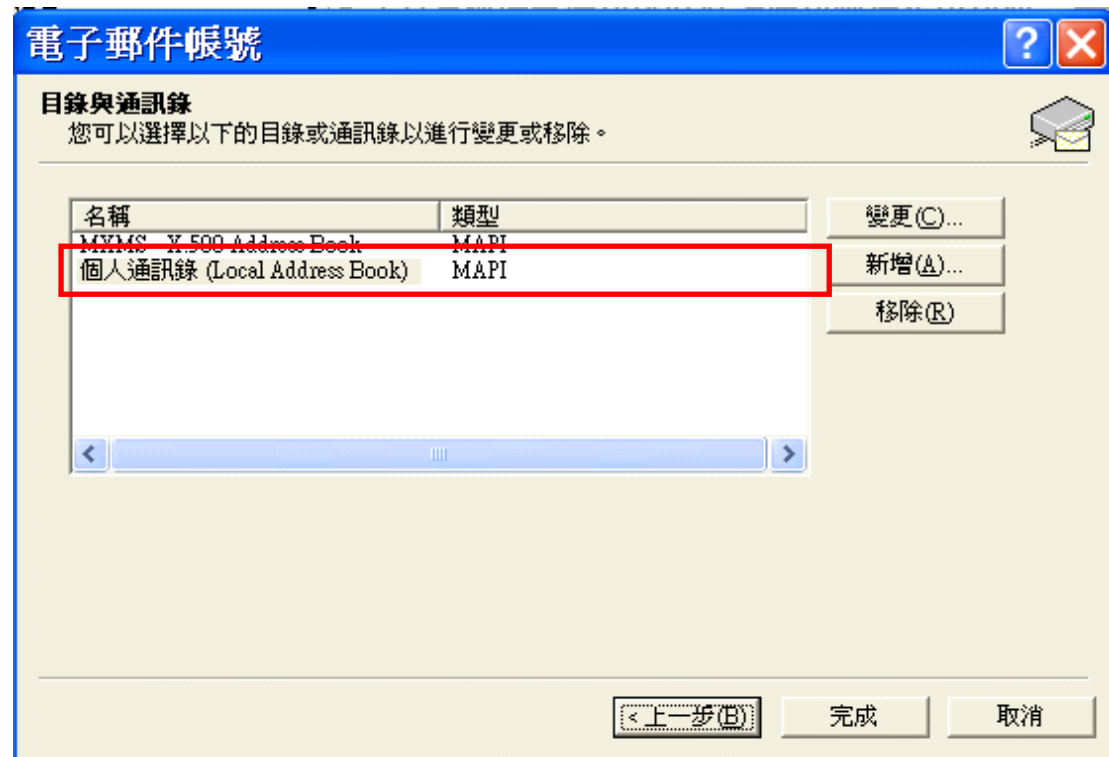 電子郵件帳號
目錄與通訊錄
您可以選擇以下的目錄或通訊錄以進行變更或移除。
名稱 類型
MXMS X.500 Address Book MAPI
個人通訊錄 (Local Address Book) MAPI
變更(C)...
新增(A)...
移除(R)
< 上一步(B)
完成
取消